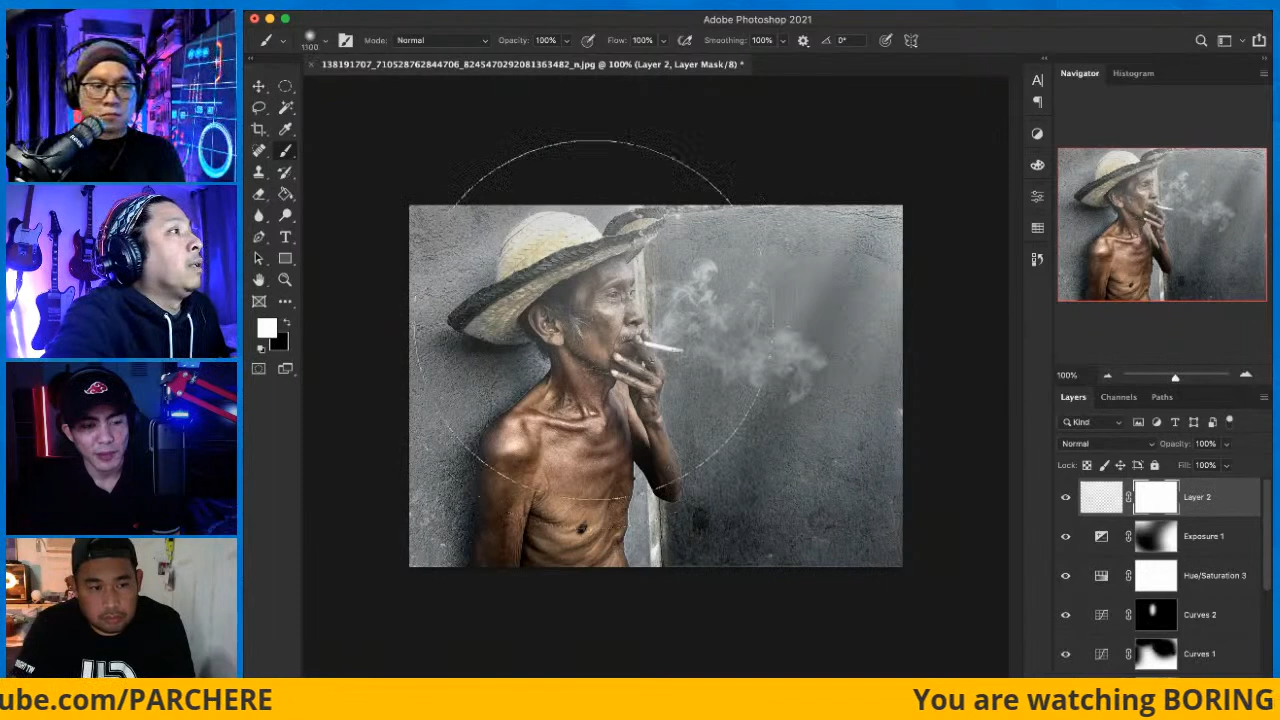 Adobe Photoshop 2021
1100
Mode: Normal
Opacity: 100%
Flow: 100%
Smoothing: 100%
0°
138191707_710528762844706_8245470292081363482_n.jpg @ 100% (Layer 2, Layer Mask/8) *
Navigator
Histogram
100%
Layers
Channels
Paths
Kind
Normal
Opacity: 100%
Lock:
Fill: 100%
Layer 2
Exposure 1
Hue/Saturation 3
Curves 2
Curves 1
ube.com/PARCHERE
You are watching BORING